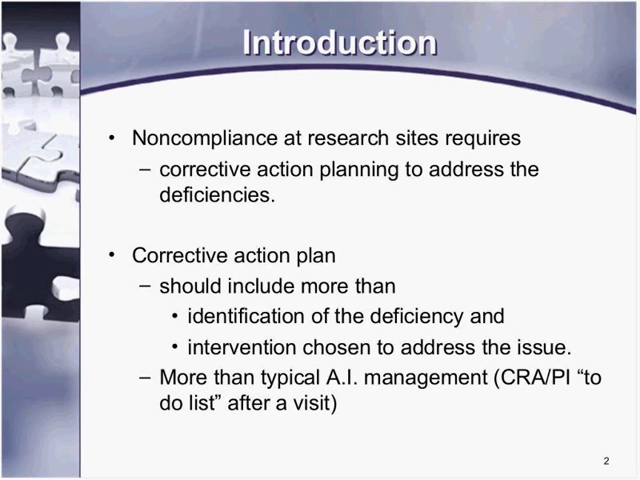 Introduction
• Noncompliance at research sites requires
– corrective action planning to address the
deficiencies.
• Corrective action plan
– should include more than
• identification of the deficiency and
• intervention chosen to address the issue.
– More than typical A.I. management (CRA/PI “to
do list” after a visit)
2